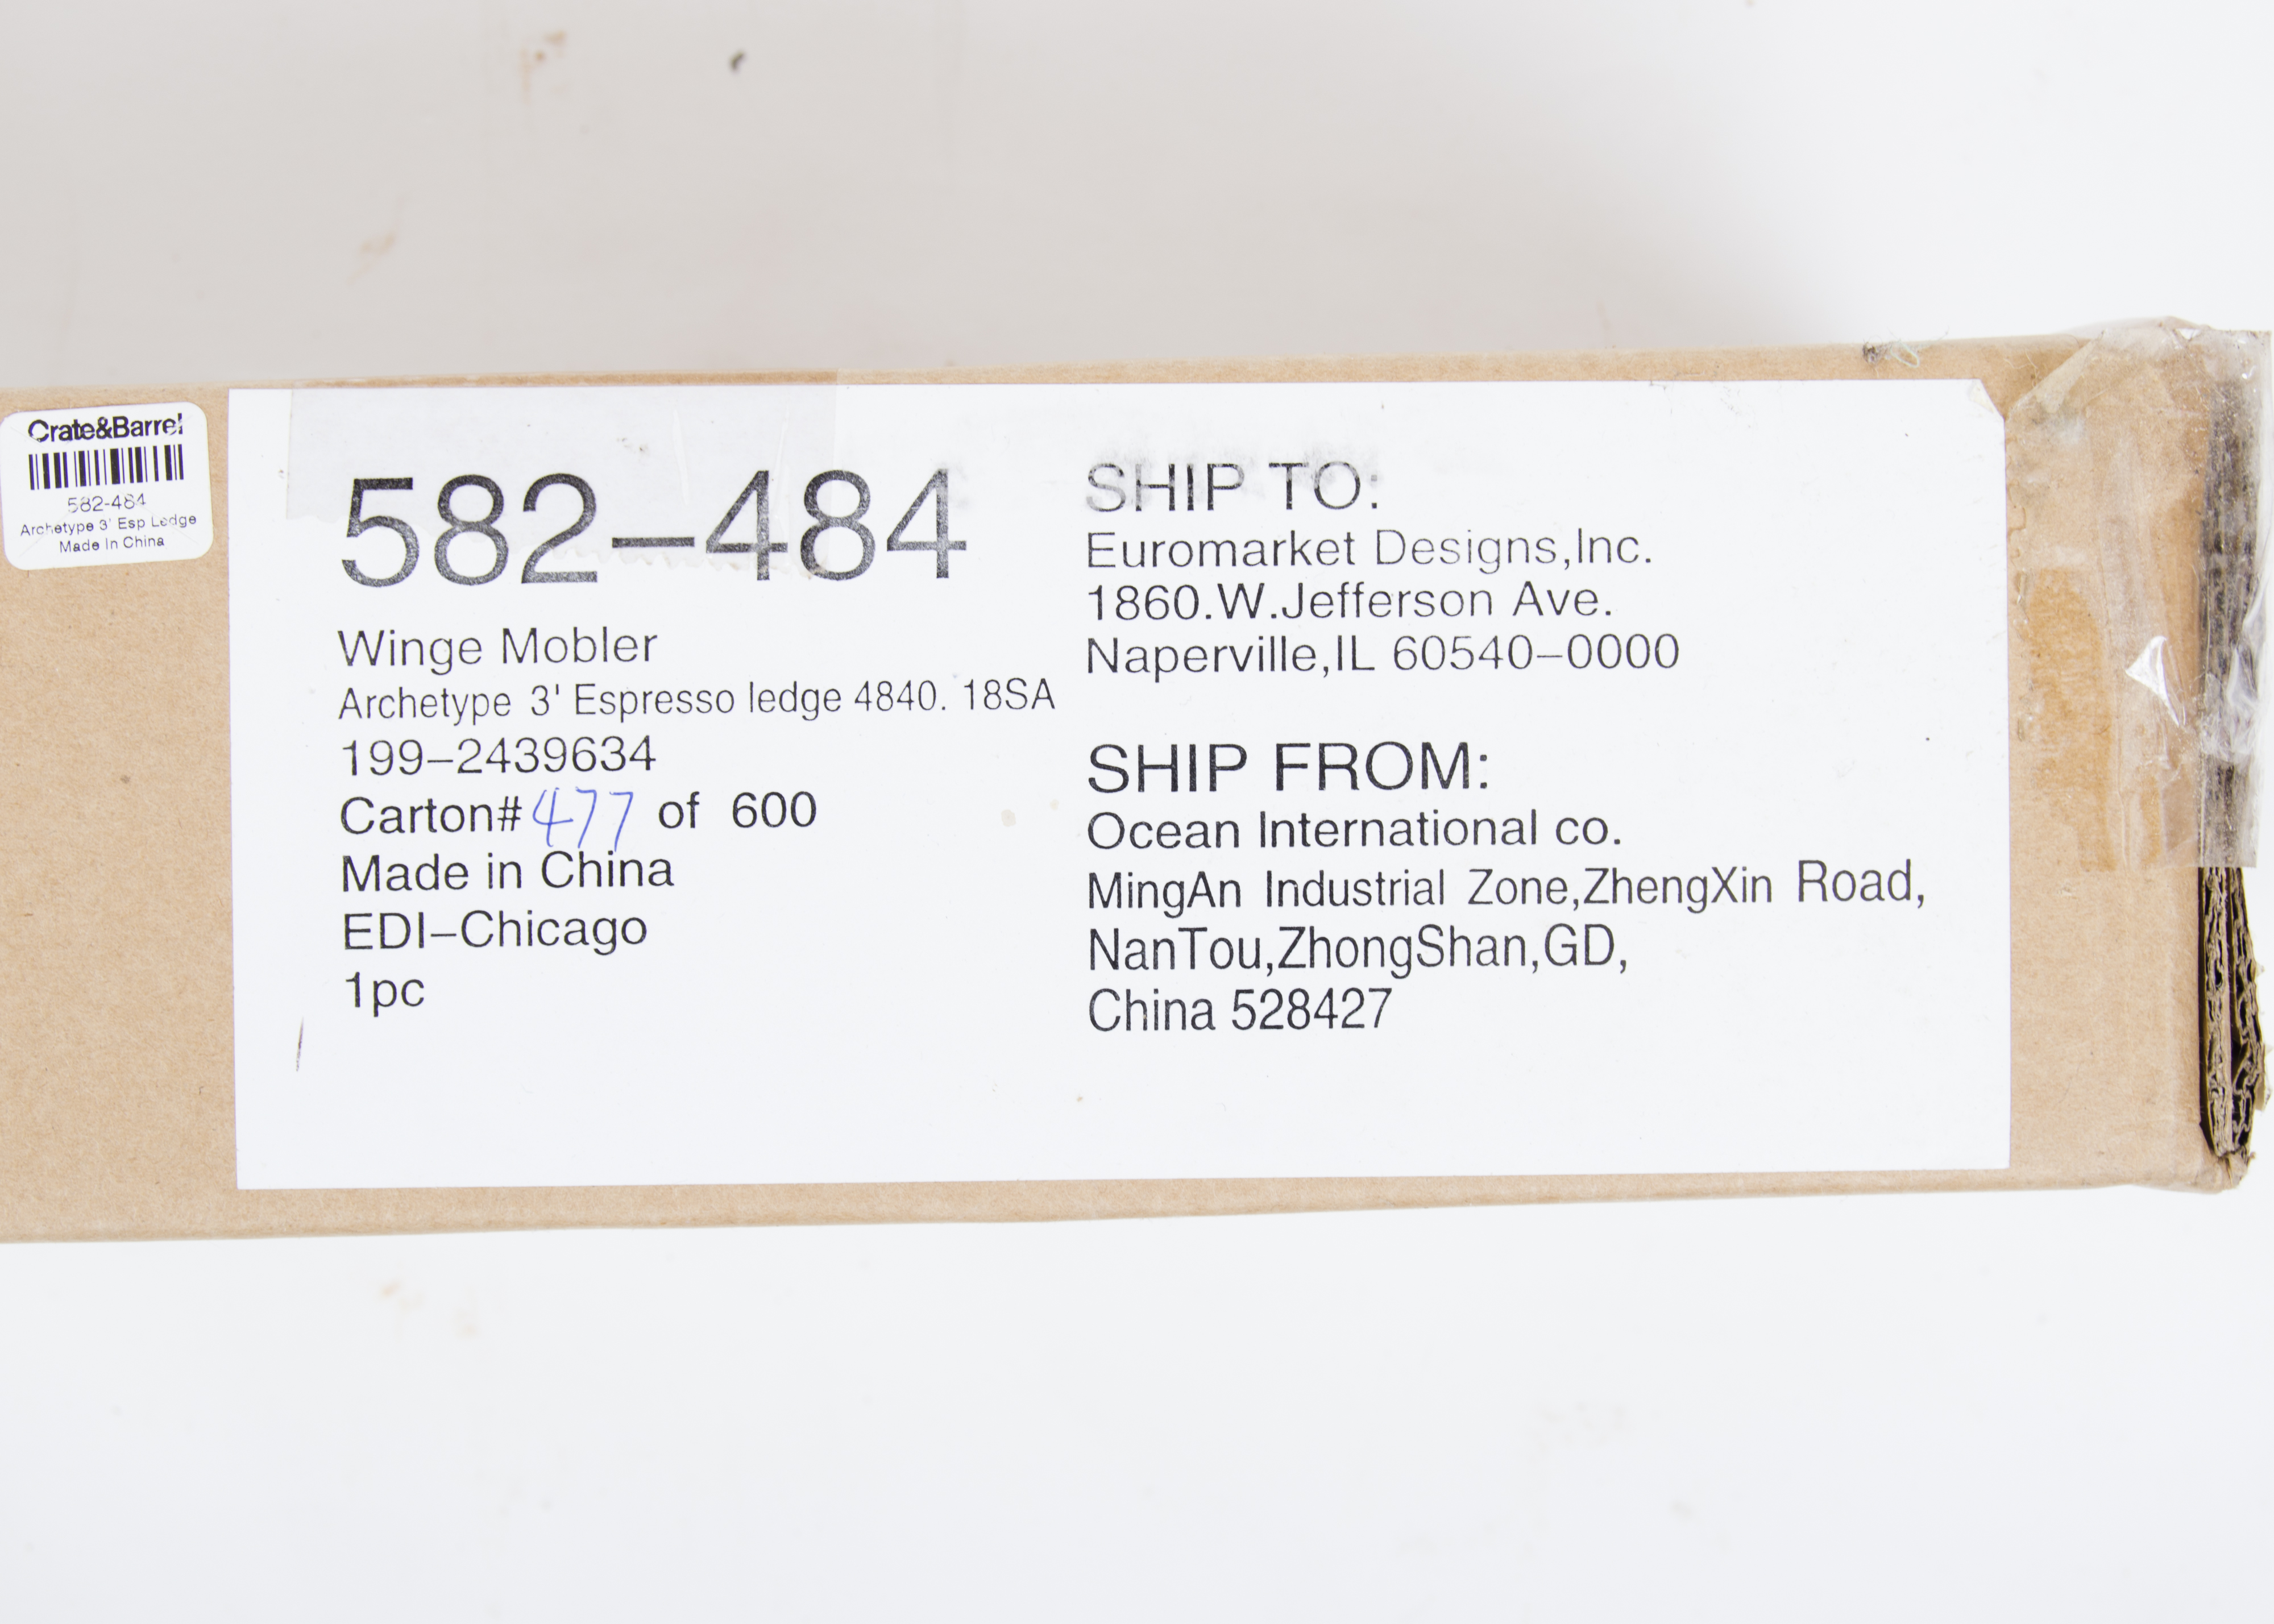 Crate&Barrel
582-484
Archetype 3' Esp Ledge
Made In China
582-484
Winge Mobler
Archetype 3' Espresso ledge 4840. 18SA
199-2439634
Carton# 477 of 600
Made in China
EDI-Chicago
1pc
SHIP TO:
Euromarket Designs,Inc.
1860.W.Jefferson Ave.
Naperville,IL 60540-0000
SHIP FROM:
Ocean International co.
MingAn Industrial Zone,ZhengXin Road,
NanTou,ZhongShan,GD,
China 528427